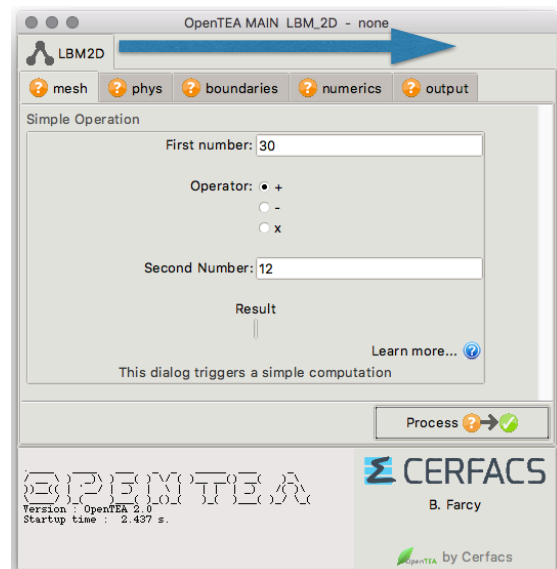 OpenTEA MAIN LBM_2D - none
LBM2D
mesh
phys
boundaries
numerics
output
Simple Operation
First number: 30
Operator: +
-
x
Second Number: 12
Result
Learn more...
This dialog triggers a simple computation
Process
OPENTEA
Version : OpenTEA 2.0
Startup time : 2.437 s.
CERFACS
B. Farcy
OpenTEA by Cerfacs